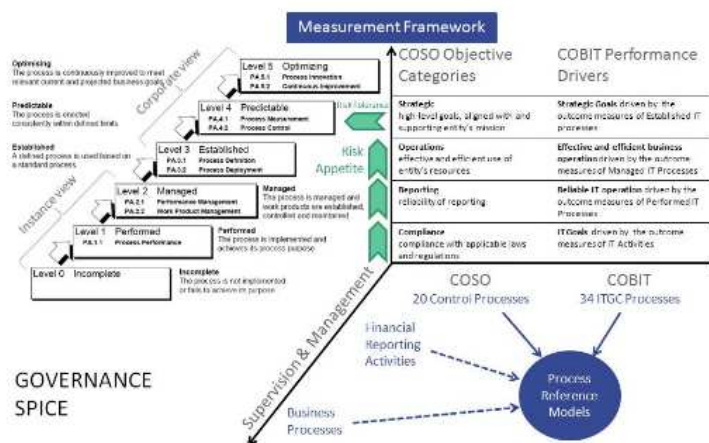 Measurement Framework
Optimising
The process is continuously improved to meet
relevant current and projected business goals
Predictable
The process is enacted
consistently within defined limits
Established
A defined process is used based on
a standard process.
Corporate view
Instance view
Level 5 Optimizing
PA.5.1 Process Innovation
PA.5.2 Continuous Improvement
Level 4 Predictable
PA.4.1 Process Measurement
PA.4.2 Process Control
Level 3 Established
PA.3.1 Process Definition
PA.3.2 Process Deployment
Level 2 Managed
PA.2.1 Performance Management
PA.2.2 Work Product Management
Level 1 Performed
PA.1.1 Process Performance
Level 0 Incomplete
Managed
The process is managed and
work products are established,
controlled and maintained
Performed
The process is implemented and
achieves its process purpose
Incomplete
The process is not implemented
or fails to achieve its purpose
Risk Tolerance
Risk
Appetite
COSO Objective
Categories
COBIT Performance
Drivers
Strategic
high-level goals, aligned with and
supporting entity's mission
Strategic Goals driven by the
outcome measures of Established IT
processes
Operations
effective and efficient use of
entity's resources
Effective and efficient business
operation driven by the outcome
measures of Managed IT Processes
Reporting
reliability of reporting
Reliable IT operation driven by the
outcome measures of Performed IT
Processes
Compliance
compliance with applicable laws
and regulations
IT Goals driven by the outcome
measures of IT Activities
COSO
20 Control Processes
COBIT
34 ITGC Processes
Supervision & Management
Financial
Reporting
Activities
Business
Processes
Process
Reference
Models
GOVERNANCE
SPICE